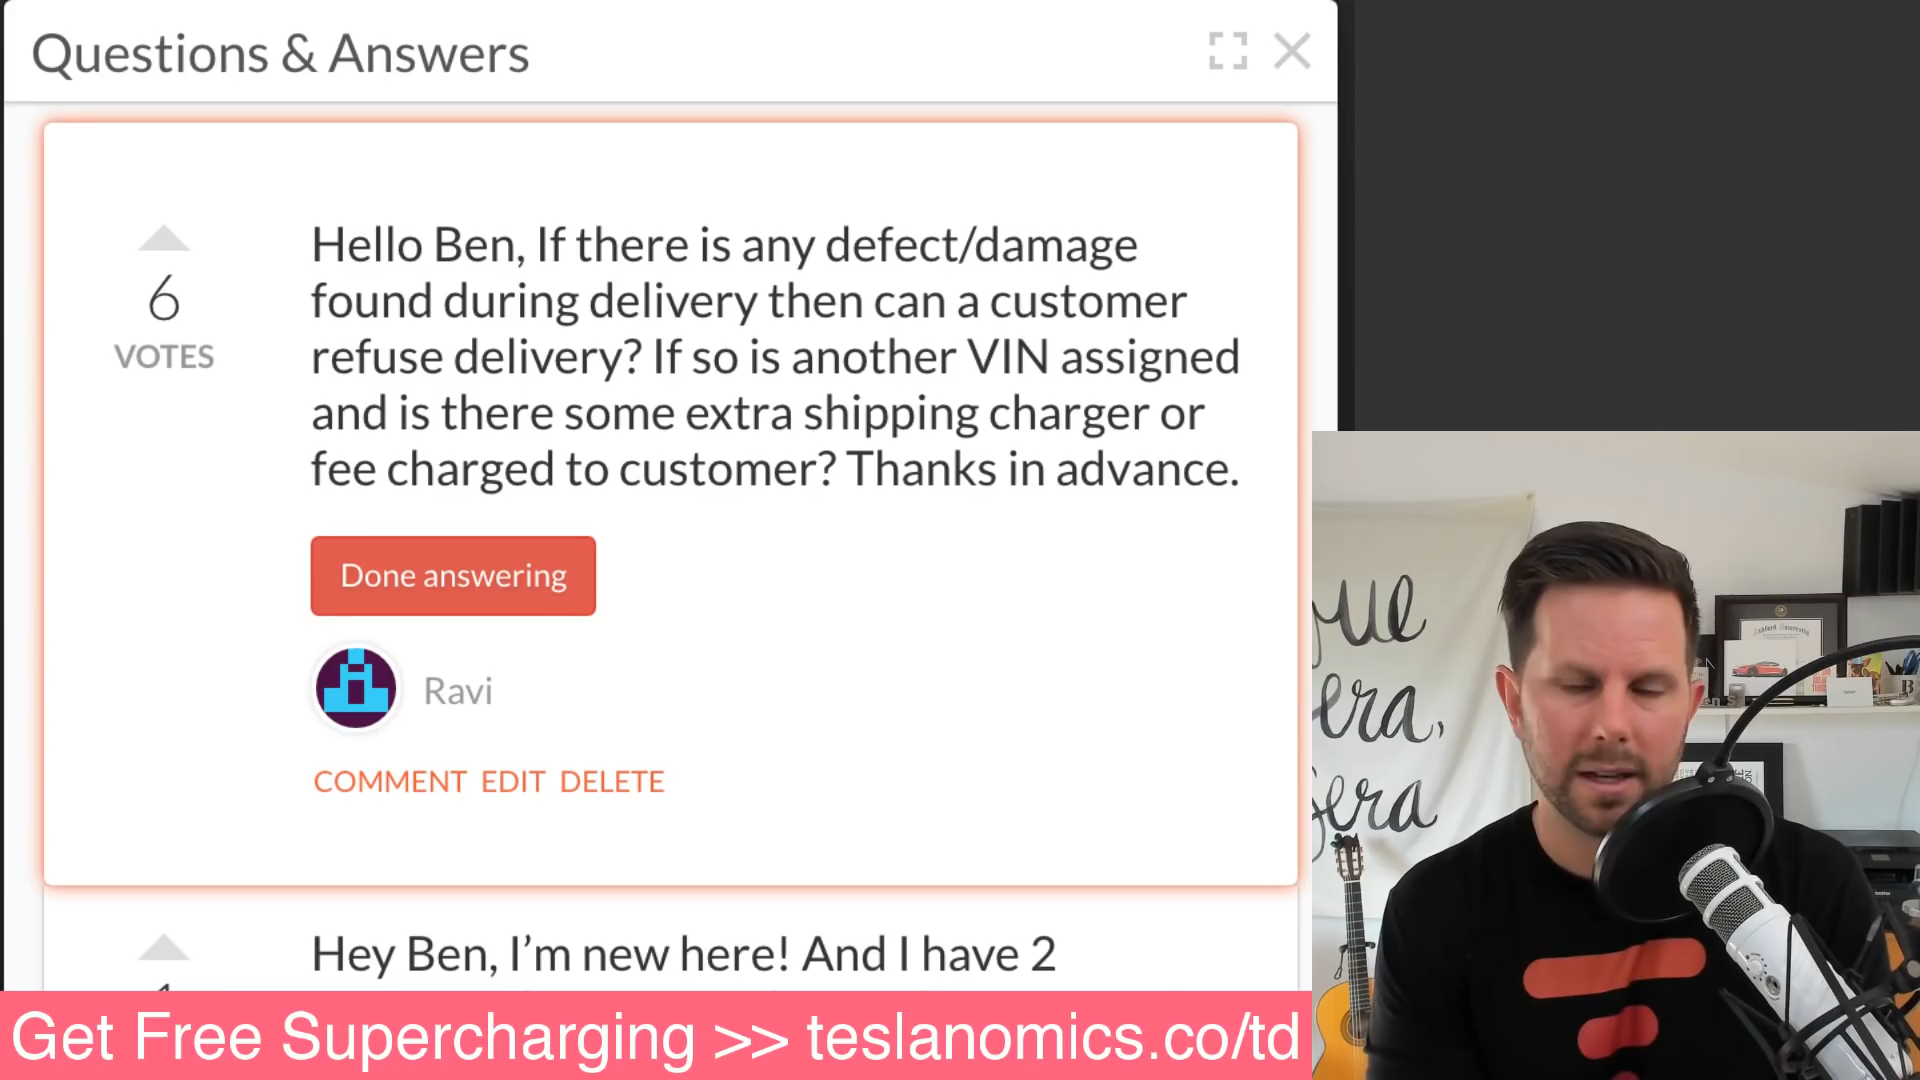 Questions & Answers
Hello Ben, If there is any defect/damage
found during delivery then can a customer
refuse delivery? If so is another VIN assigned
and is there some extra shipping charger or
fee charged to customer? Thanks in advance.
6
VOTES
Done answering
Ravi
COMMENT EDIT DELETE
Hey Ben, I’m new here! And I have 2
Get Free Supercharging >> teslanomics.co/td
era,
B